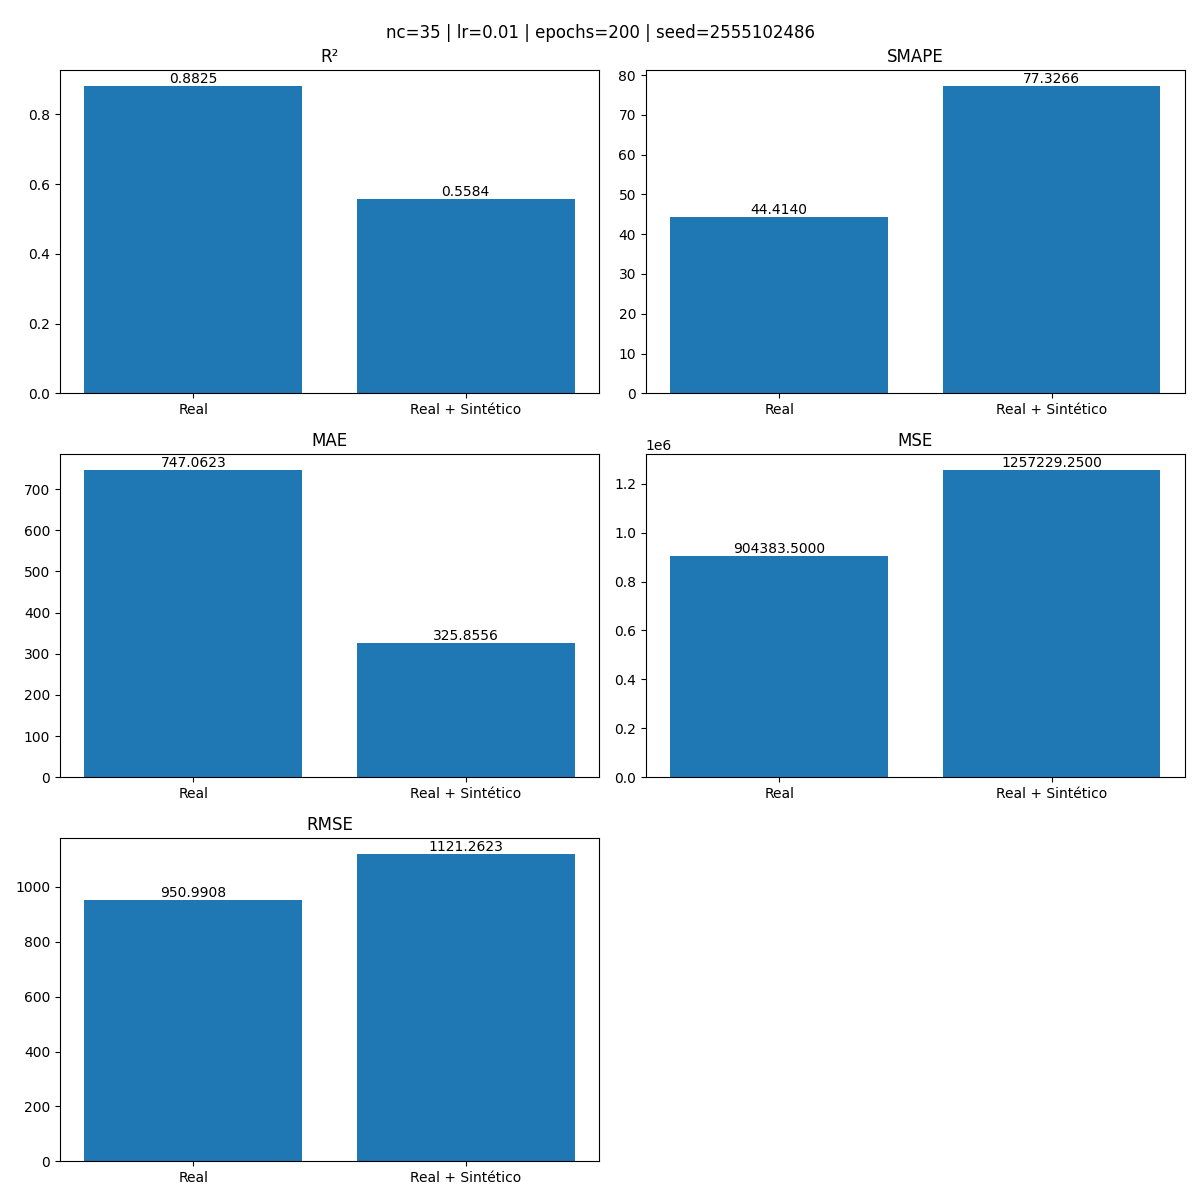 nc=35 | lr=0.01 | epochs=200 | seed=2555102486
R²
0.8825
0.5584
0.8
0.6
0.4
0.2
0.0
Real
Real + Sintético
SMAPE
77.3266
44.4140
80
70
60
50
40
30
20
10
0
Real
Real + Sintético
MAE
747.0623
325.8556
700
600
500
400
300
200
100
0
Real
Real + Sintético
MSE
1e6
1257229.2500
904383.5000
1.2
1.0
0.8
0.6
0.4
0.2
0.0
Real
Real + Sintético
RMSE
1121.2623
950.9908
1000
800
600
400
200
0
Real
Real + Sintético